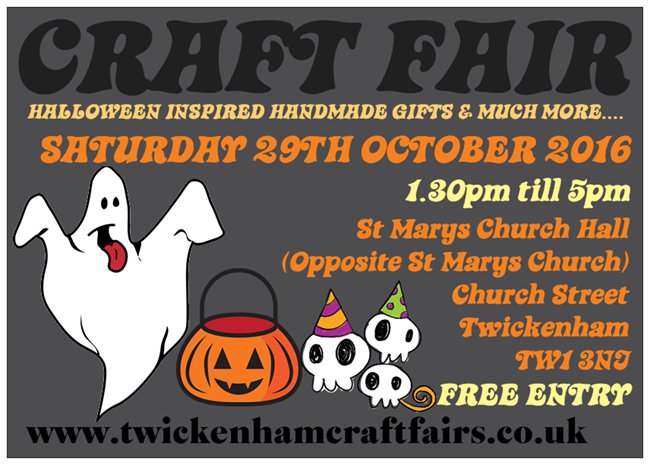 CRAFT FAIR
HALLOWEEN INSPIRED HANDMADE GIFTS & MUCH MORE....
SATURDAY 29TH OCTOBER 2016
1.30pm till 5pm
St Marys Church Hall
(Opposite St Marys Church)
Church Street
Twickenham
TW1 3NJ
FREE ENTRY
www.twickenhamcraftfairs.co.uk